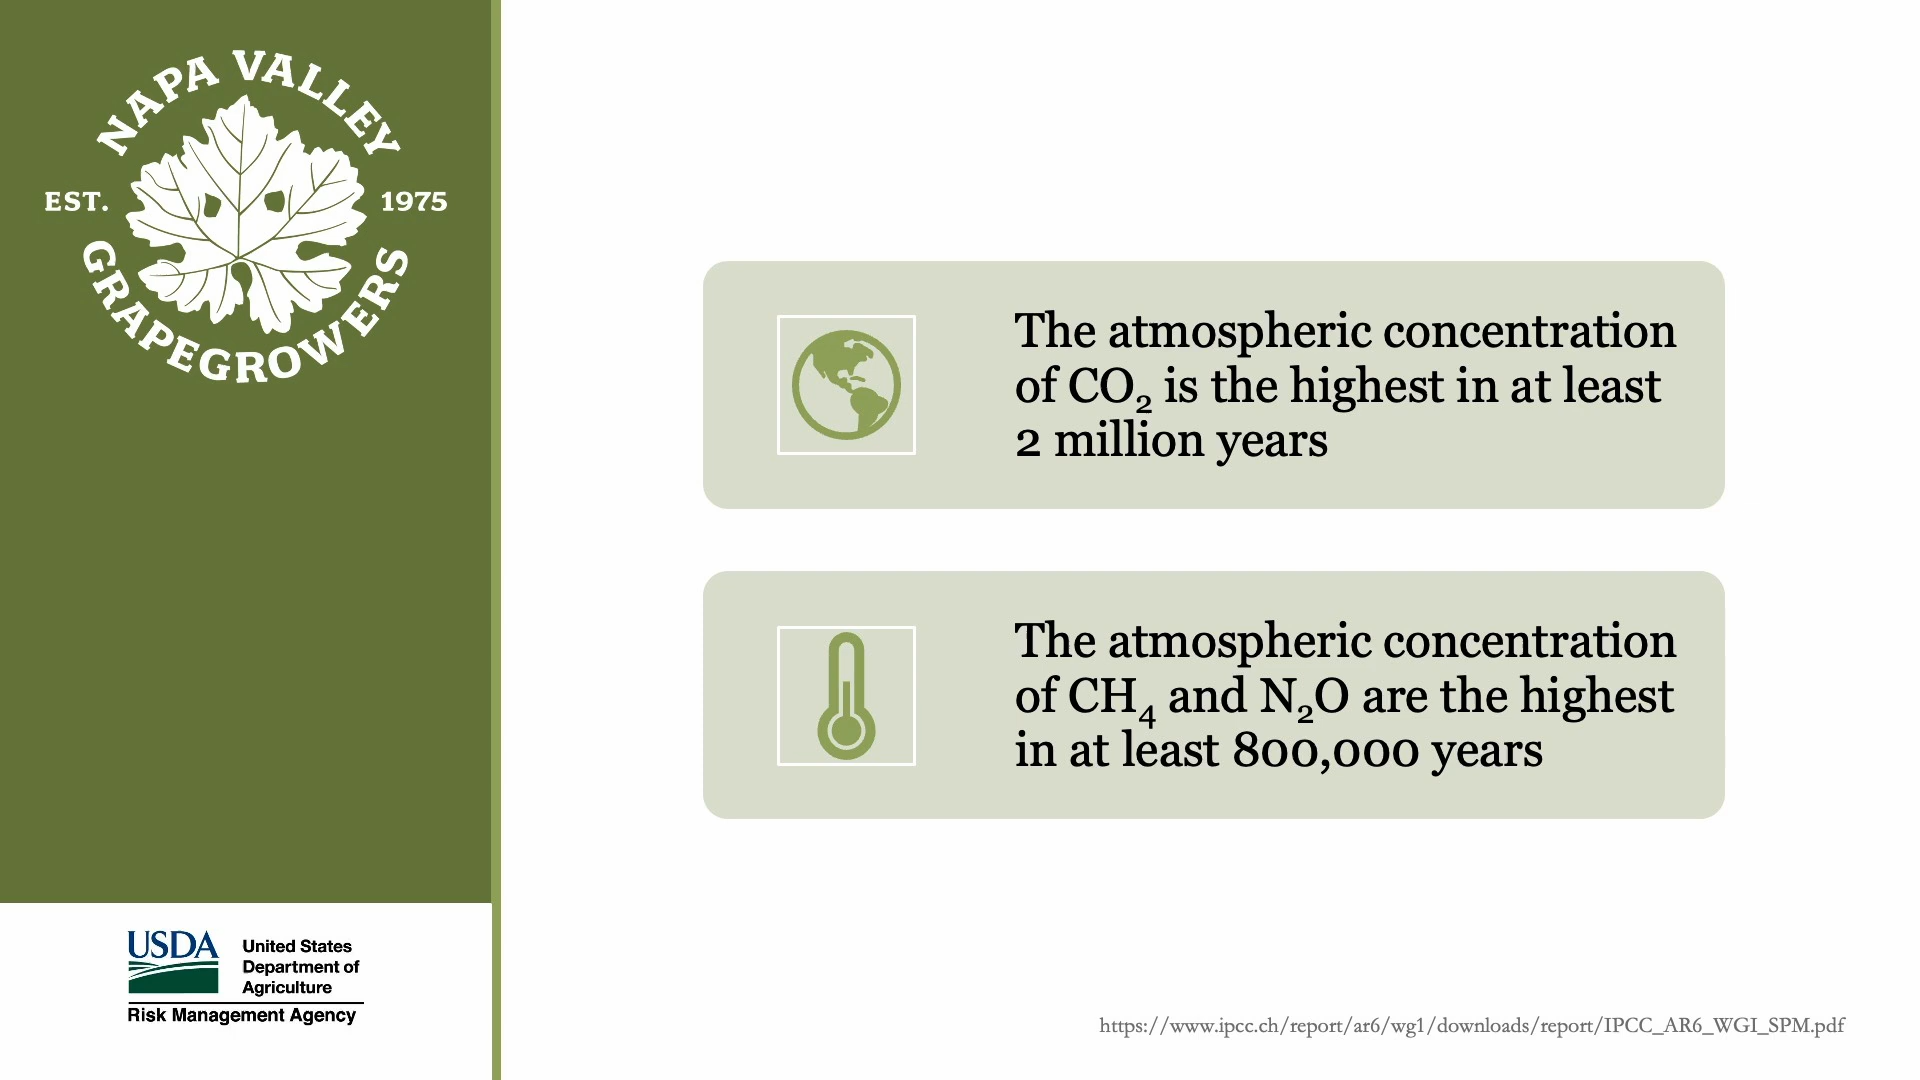 NAPA VALLEY
EST. 1975
GRAPEGROWERS
The atmospheric concentration
of CO₂ is the highest in at least
2 million years
The atmospheric concentration
of CH₄ and N₂O are the highest
in at least 800,000 years
USDA
United States
Department of
Agriculture
Risk Management Agency
https://www.ipcc.ch/report/ar6/wg1/downloads/report/IPCC_AR6_WGI_SPM.pdf